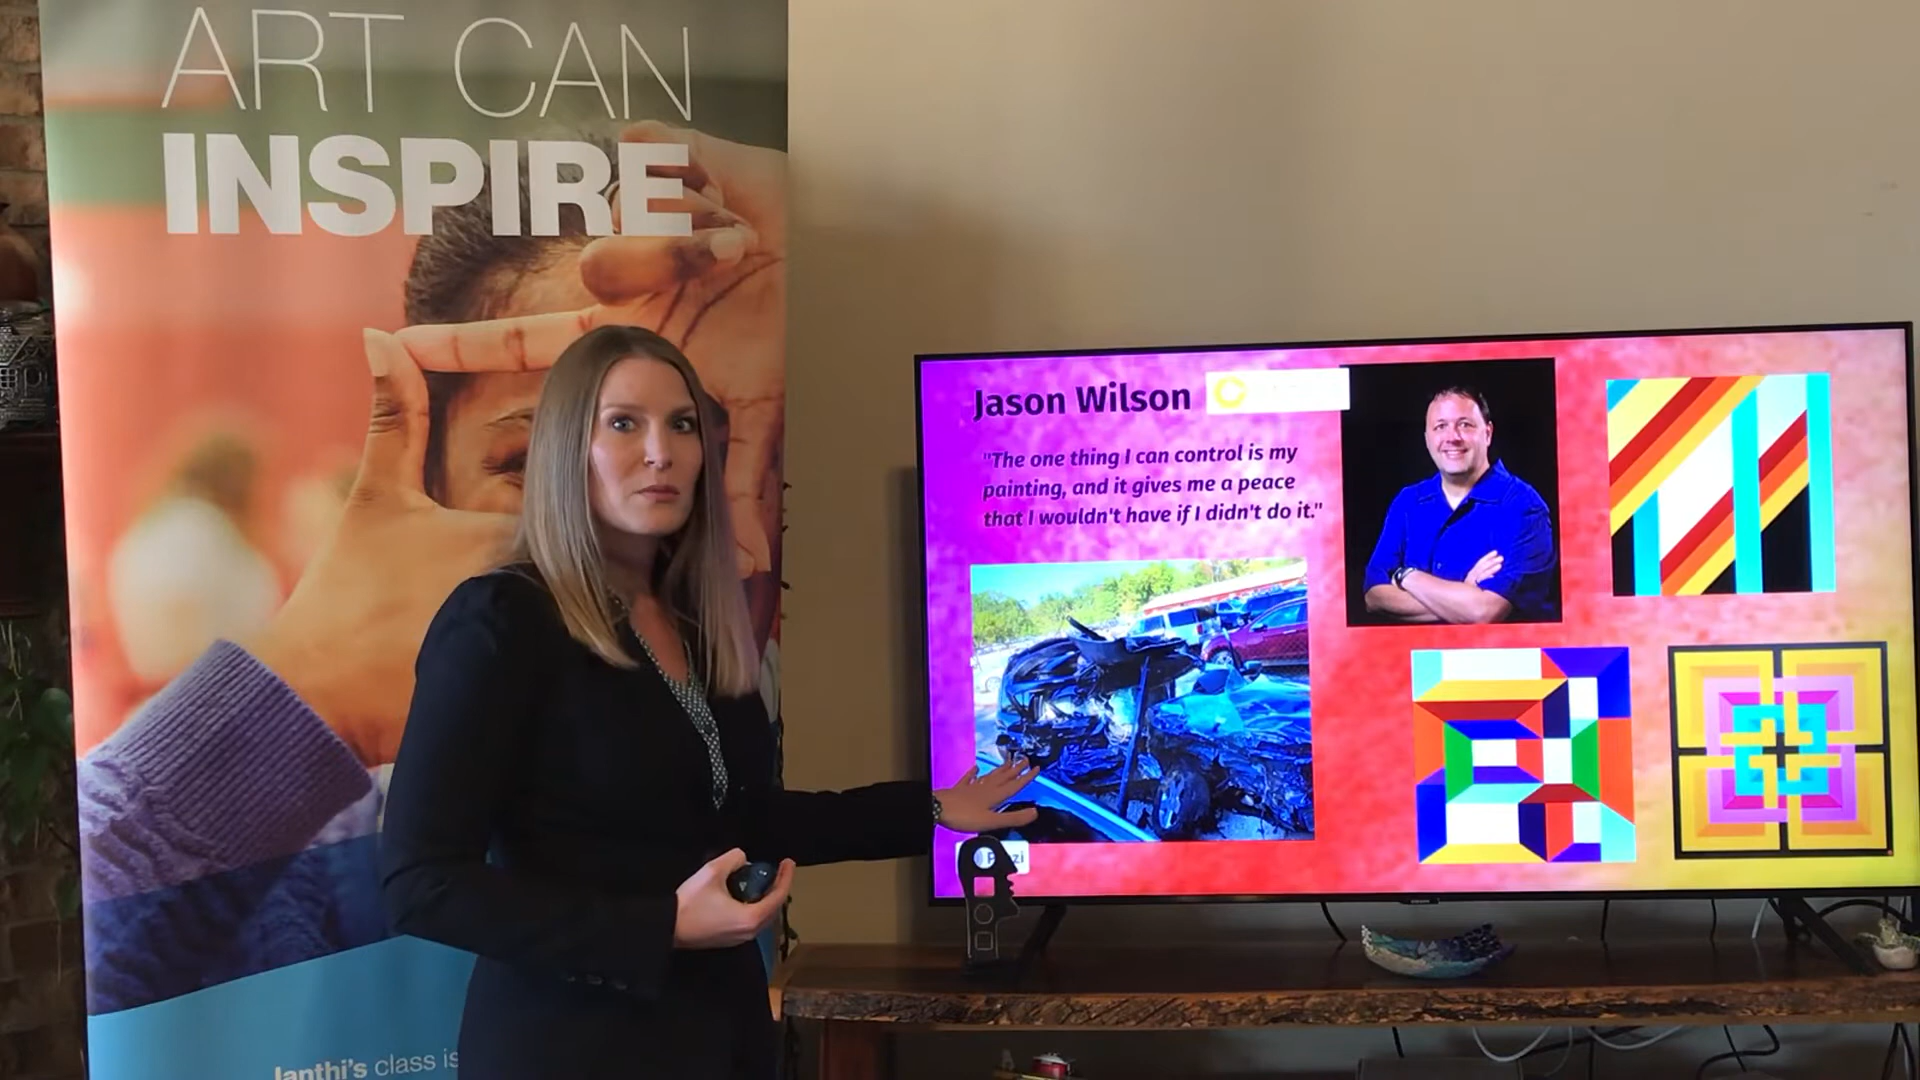 ART CAN
INSPIRE
Jason Wilson
"The one thing I can control is my
painting, and it gives me a peace
that I wouldn't have if I didn't do it."
class is